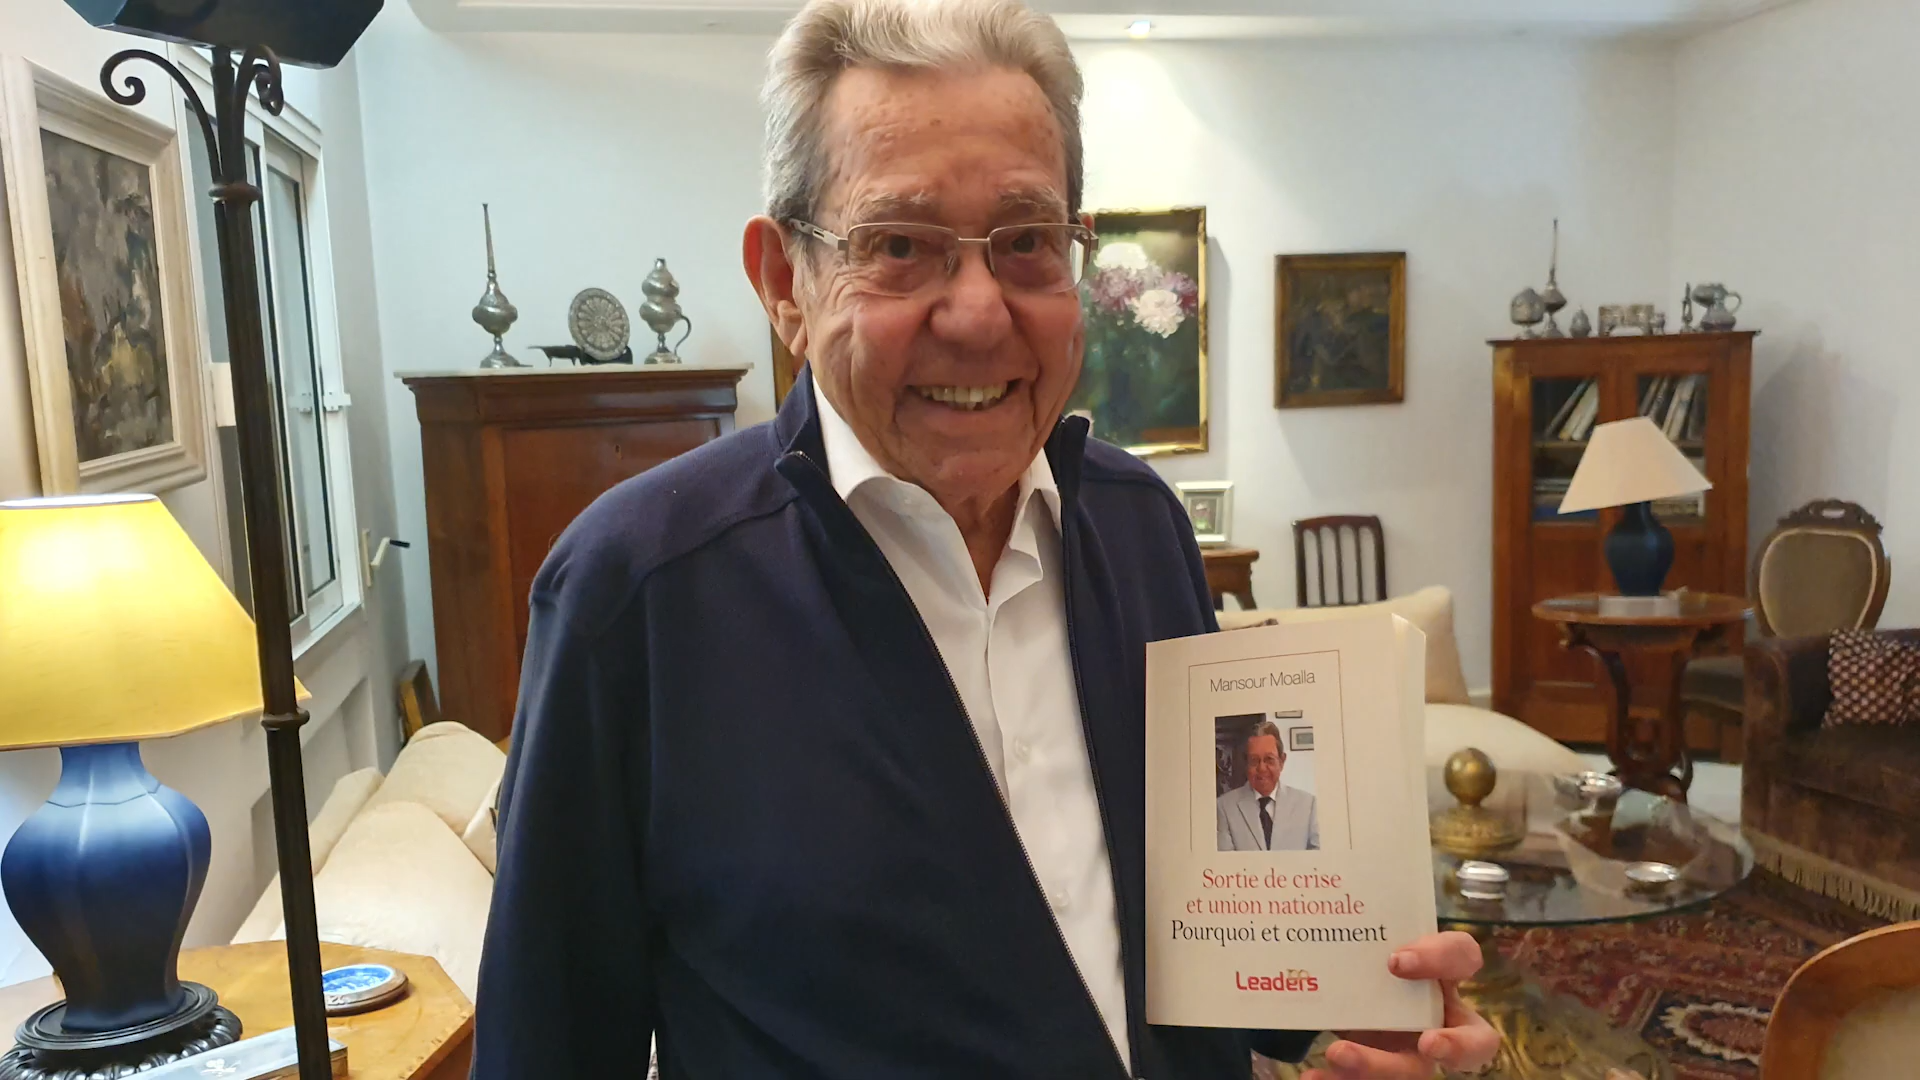 Mansour Moalla
Sortie de crise
et union nationale
Pourquoi et comment
Leaders